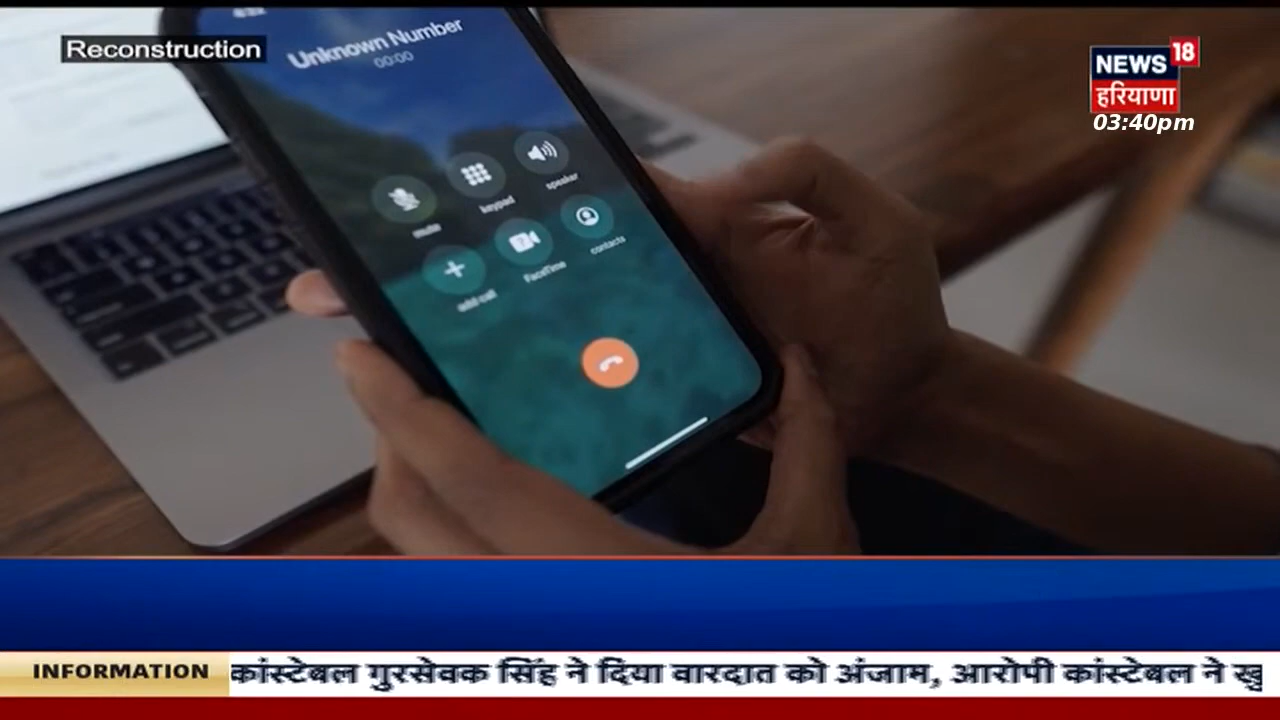 Reconstruction
Unknown Number
00:00
mute
keypad
speaker
add call
FaceTime
contacts
NEWS 18
हरियाणा
03:40pm
INFORMATION
कांस्टेबल गुरसेवक सिंह ने दिया वारदात को अंजाम, आरोपी कांस्टेबल ने